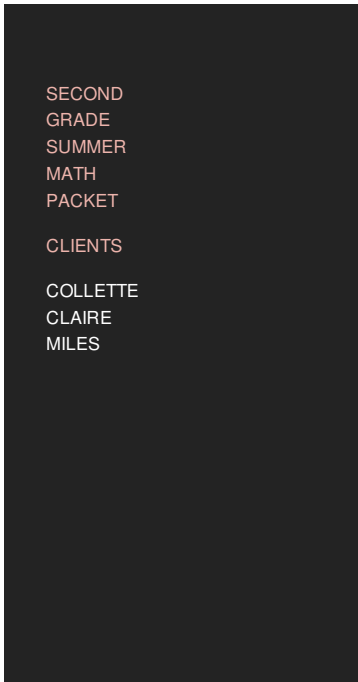 SECOND
GRADE
SUMMER
MATH
PACKET
CLIENTS
COLLETTE
CLAIRE
MILES